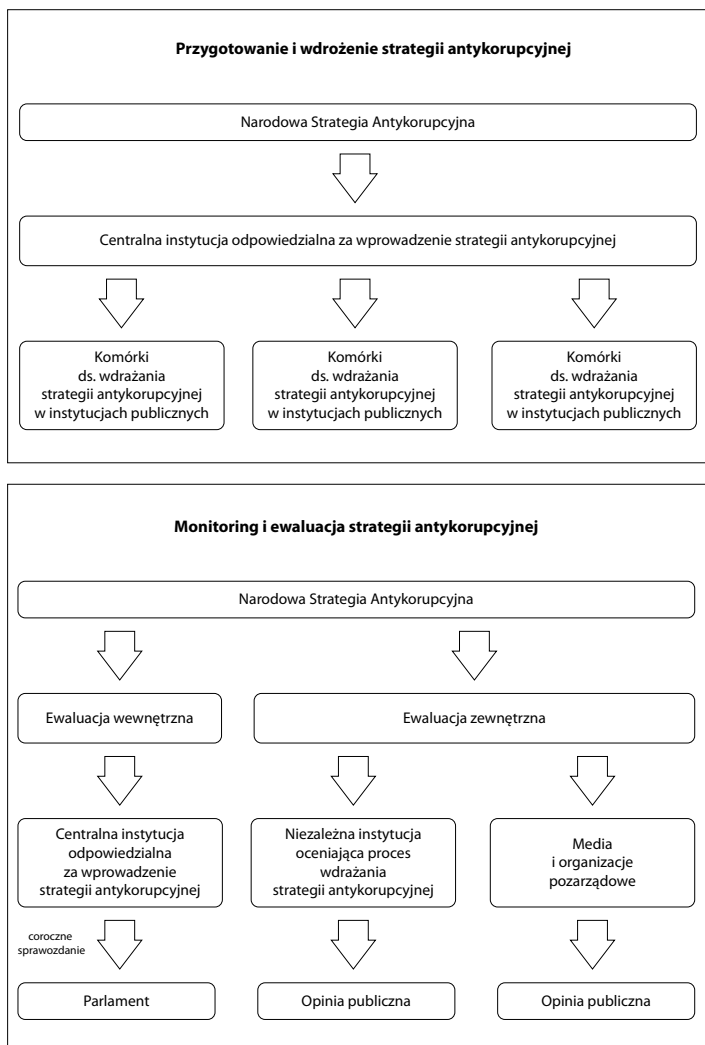 Przygotowanie i wdrożenie strategii antykorupcyjnej
Narodowa Strategia Antykorupcyjna
Centralna instytucja odpowiedzialna za wprowadzenie strategii antykorupcyjnej
Komórki
ds. wdrażania
strategii antykorupcyjnej
w instytucjach publicznych
Komórki
ds. wdrażania
strategii antykorupcyjnej
w instytucjach publicznych
Komórki
ds. wdrażania
strategii antykorupcyjnej
w instytucjach publicznych
Monitoring i ewaluacja strategii antykorupcyjnej
Narodowa Strategia Antykorupcyjna
Ewaluacja wewnętrzna
Ewaluacja zewnętrzna
Centralna instytucja
odpowiedzialna
za wprowadzenie
strategii antykorupcyjnej
Niezależna instytucja
oceniająca proces
wdrażania
strategii antykorupcyjnej
Media
i organizacje
pozarządowe
coroczne
sprawozdanie
Parlament
Opinia publiczna
Opinia publiczna